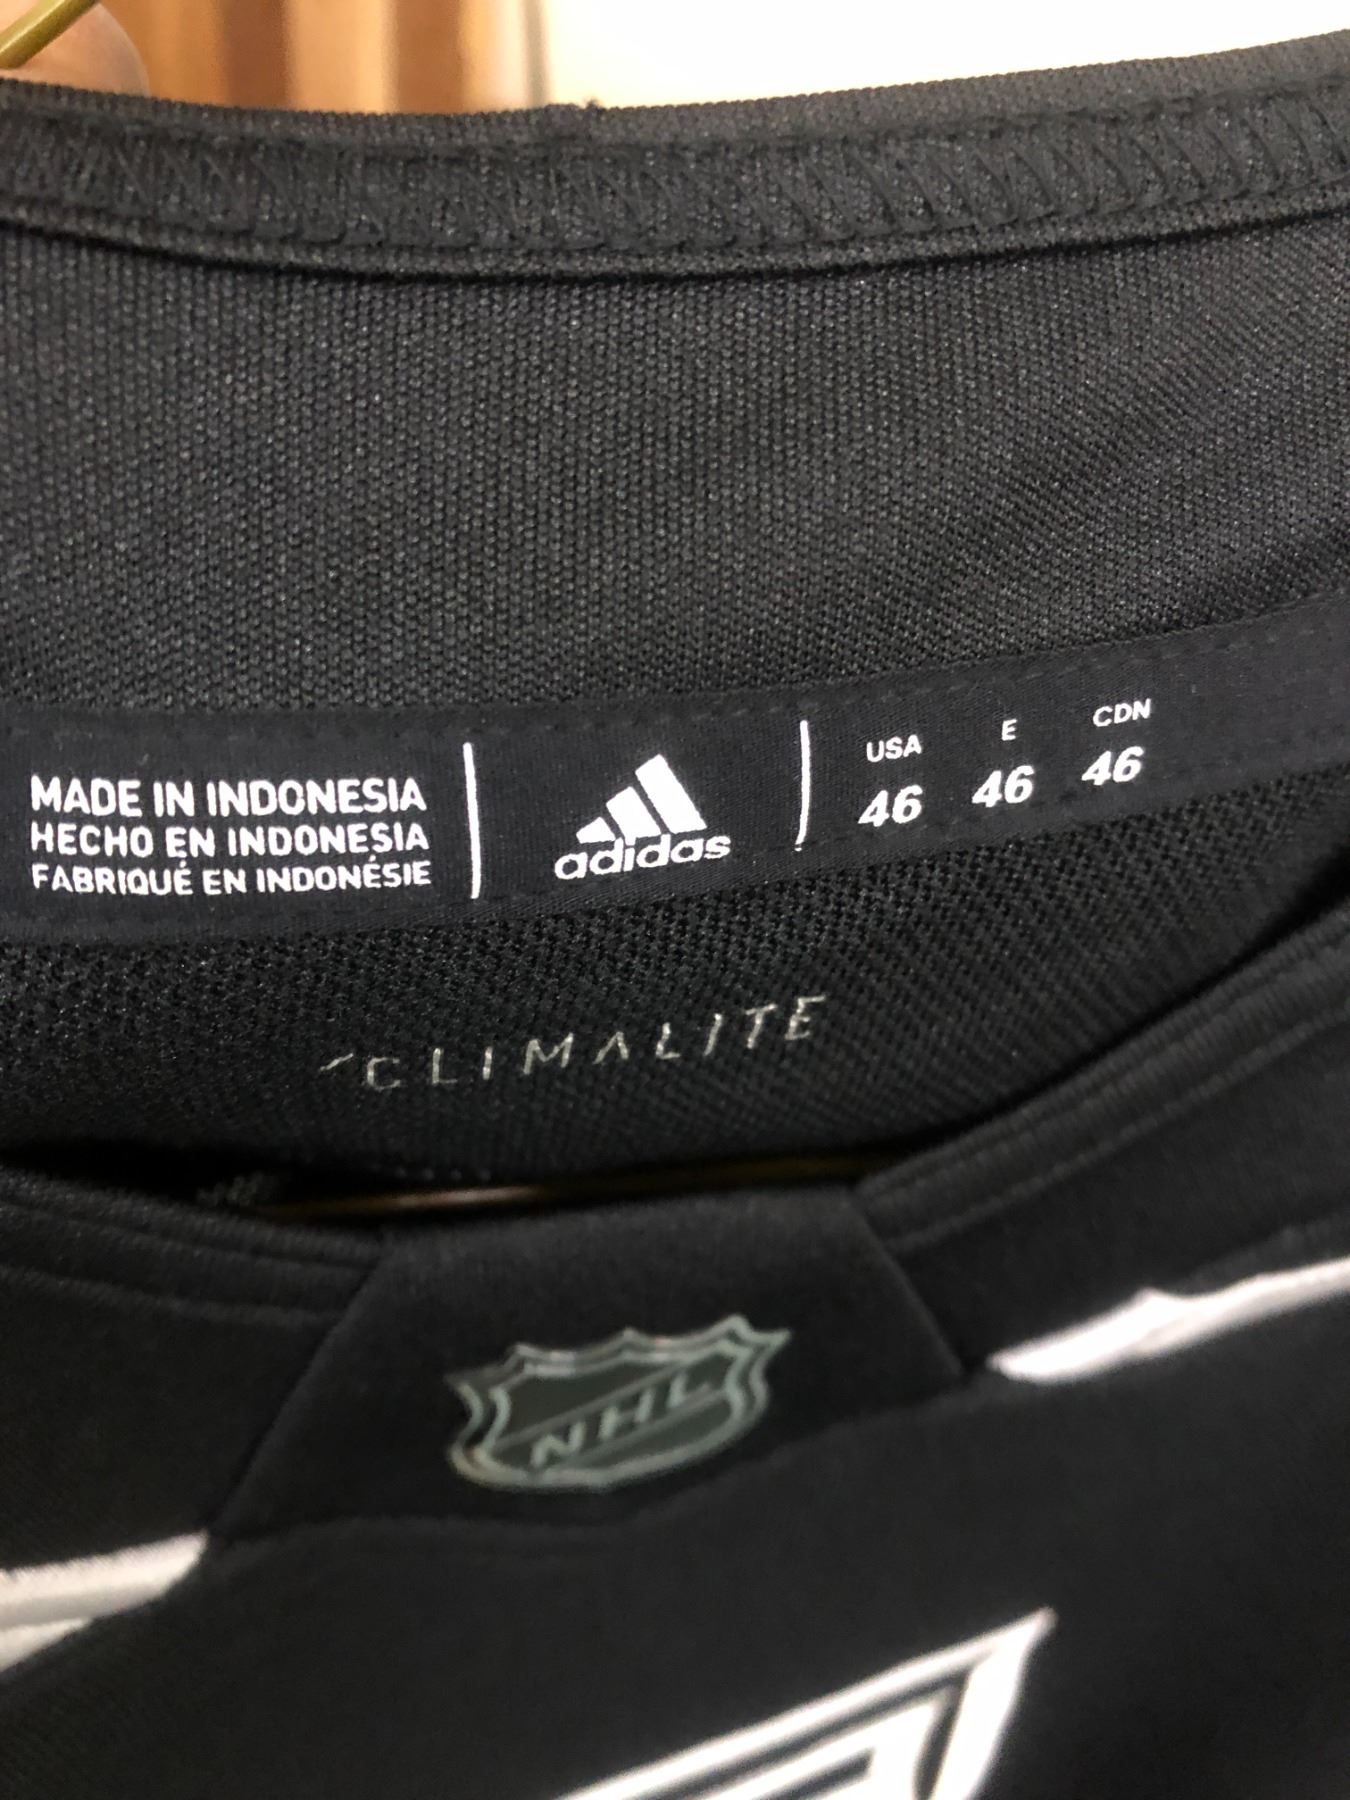 MADE IN INDONESIA
HECHO EN INDONESIA
FABRIQUÉ EN INDONÉSIE
adidas
USA E CDN
46 46 46
CLIMALITE
NHL